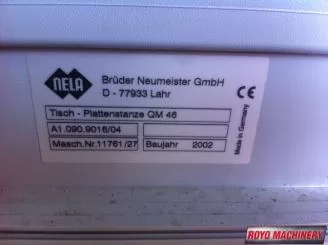 NELA
Brüder Neumeister GmbH
D - 77933 Lahr
CE
Made in Germany
Tisch - Plattenstanze QM 46
A1.090.9016/04
Masch.Nr.11761/27 Baujahr 2002
ROYO MACHINERY